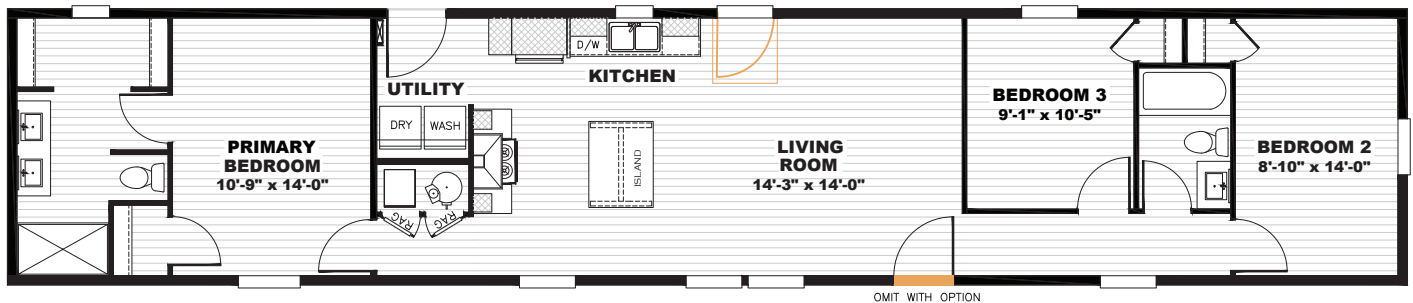 D/W
KITCHEN
UTILITY
DRY
WASH
PRIMARY
BEDROOM
10'-9" x 14'-0"
ISLAND
LIVING
ROOM
14'-3" x 14'-0"
BEDROOM 3
9'-1" x 10'-5"
BEDROOM 2
8'-10" x 14'-0"
RAG
RAG
OMIT WITH OPTION